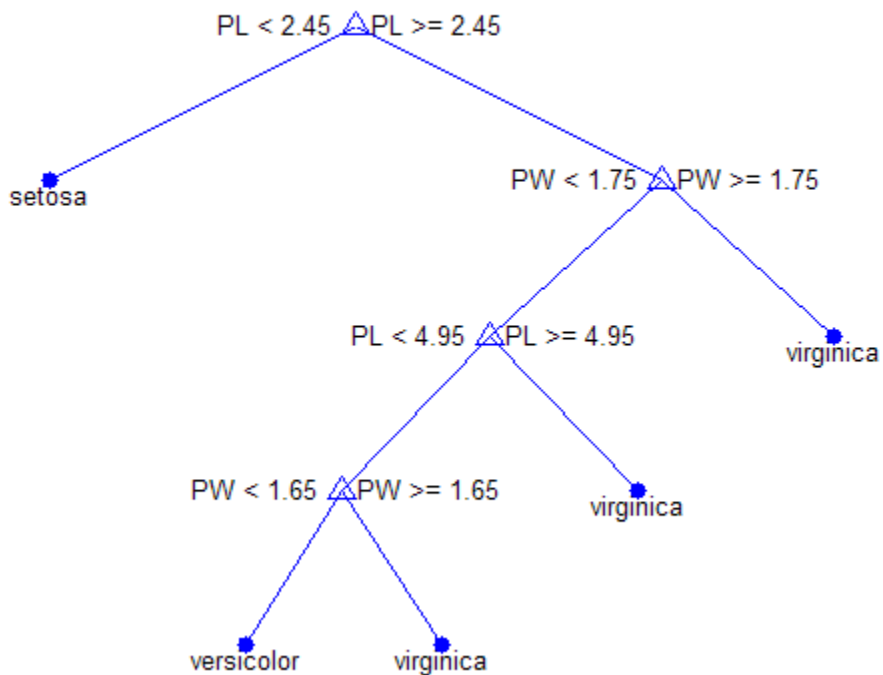 PL < 2.45 PL >= 2.45
setosa
PW < 1.75 PW >= 1.75
PL < 4.95 PL >= 4.95
virginica
PW < 1.65 PW >= 1.65
virginica
versicolor virginica